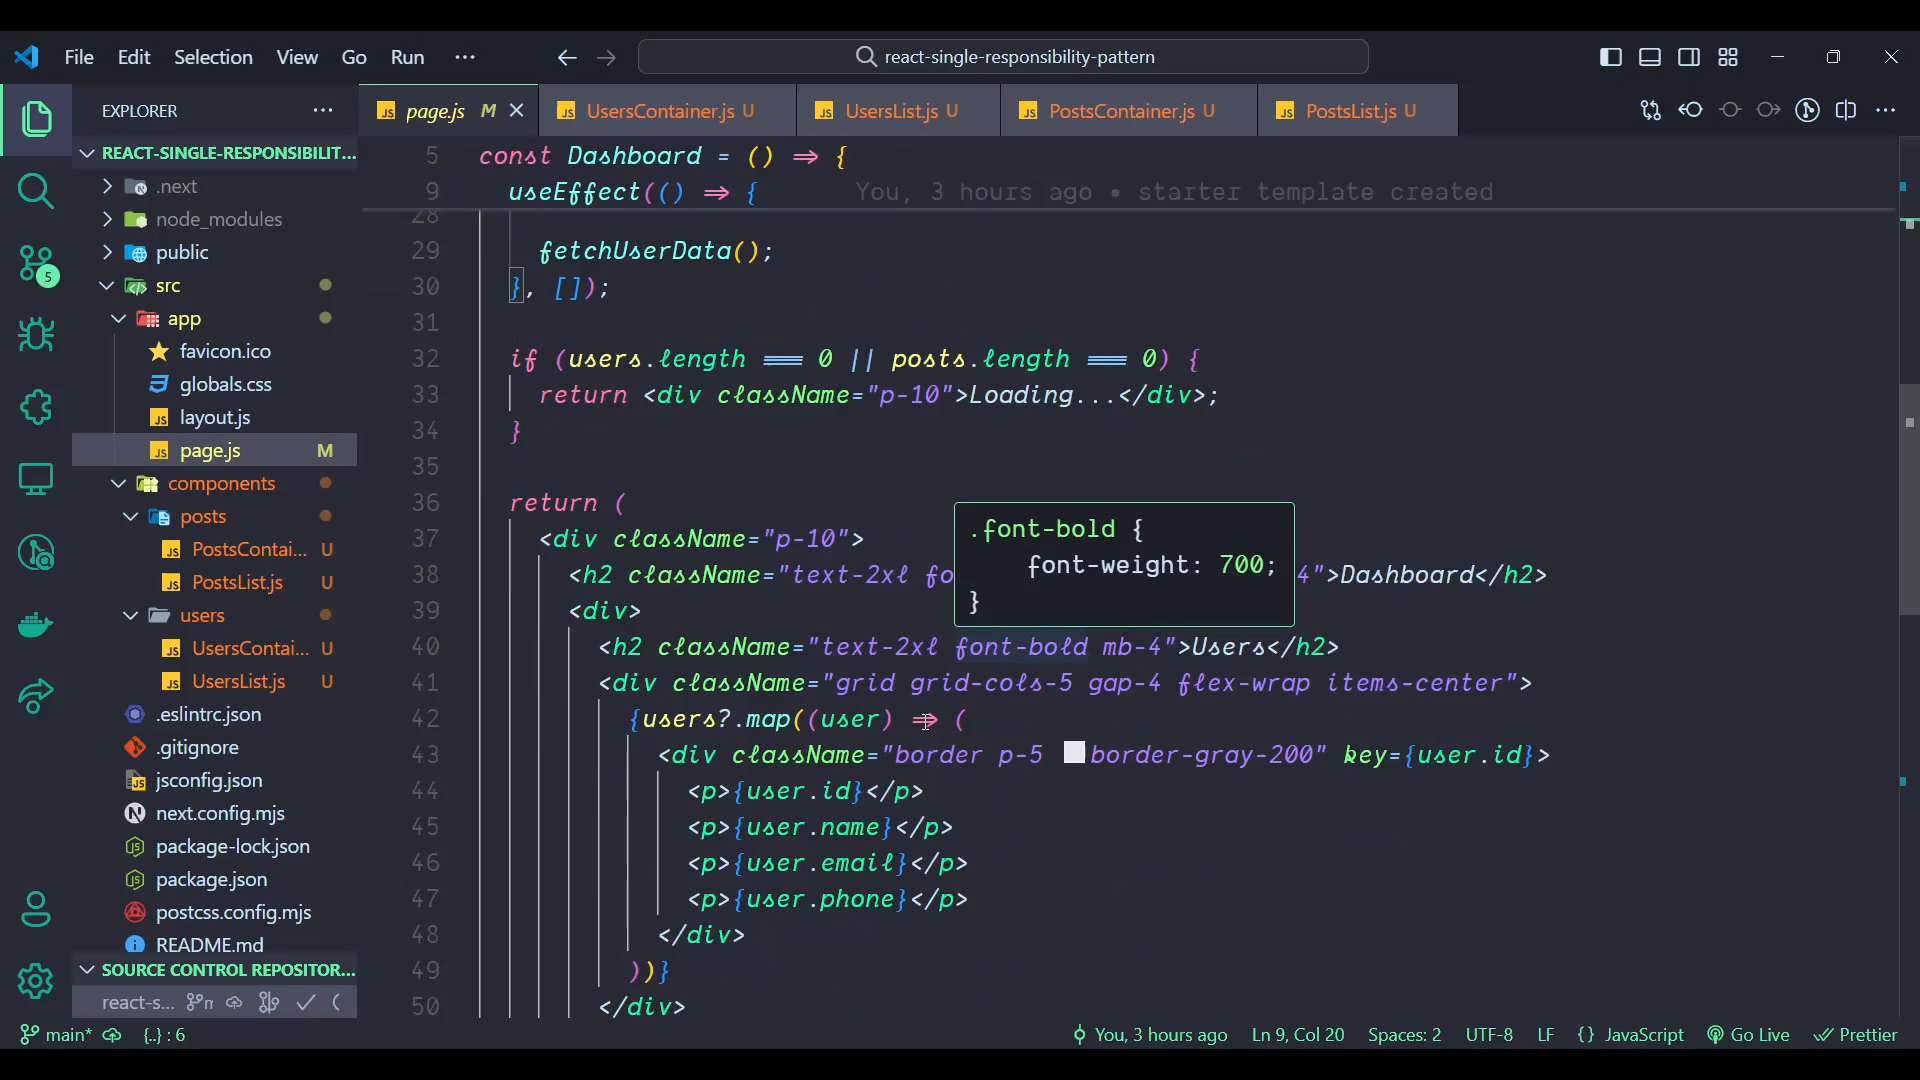 File Edit Selection View Go Run ··· react-single-responsibility-pattern
EXPLORER ···
page.js M
UsersContainer.js U
UsersList.js U
PostsContainer.js U
PostsList.js U
REACT-SINGLE-RESPONSIBILIT...
.next
node_modules
public
src
app
favicon.ico
globals.css
layout.js
page.js M
components
posts
PostsContai... U
PostsList.js U
users
UsersContai... U
UsersList.js U
.eslintrc.json
.gitignore
jsconfig.json
next.config.mjs
package-lock.json
package.json
postcss.config.mjs
README.md
SOURCE CONTROL REPOSITOR...
react-s...
5
5 const Dashboard = () => {
9 useEffect(() => { You, 3 hours ago • starter template created
28
29 fetchUserData();
30 }, []);
31
32 if (users.length === 0 || posts.length === 0) {
33 return <div className="p-10">Loading...</div>;
34 }
35
36 return (
37 <div className="p-10">
38 <h2 className="text-2xl fo 4">Dashboard</h2>
39 <div>
40 <h2 className="text-2xl font-bold mb-4">Users</h2>
41 <div className="grid grid-cols-5 gap-4 flex-wrap items-center">
42 {users?.map((user) => (
43 <div className="border p-5 border-gray-200" key={user.id}>
44 <p>{user.id}</p>
45 <p>{user.name}</p>
46 <p>{user.email}</p>
47 <p>{user.phone}</p>
48 </div>
49 ))}
50 </div>
.font-bold {
font-weight: 700;
}
main* {..} : 6 You, 3 hours ago Ln 9, Col 20 Spaces: 2 UTF-8 LF {} JavaScript Go Live Prettier